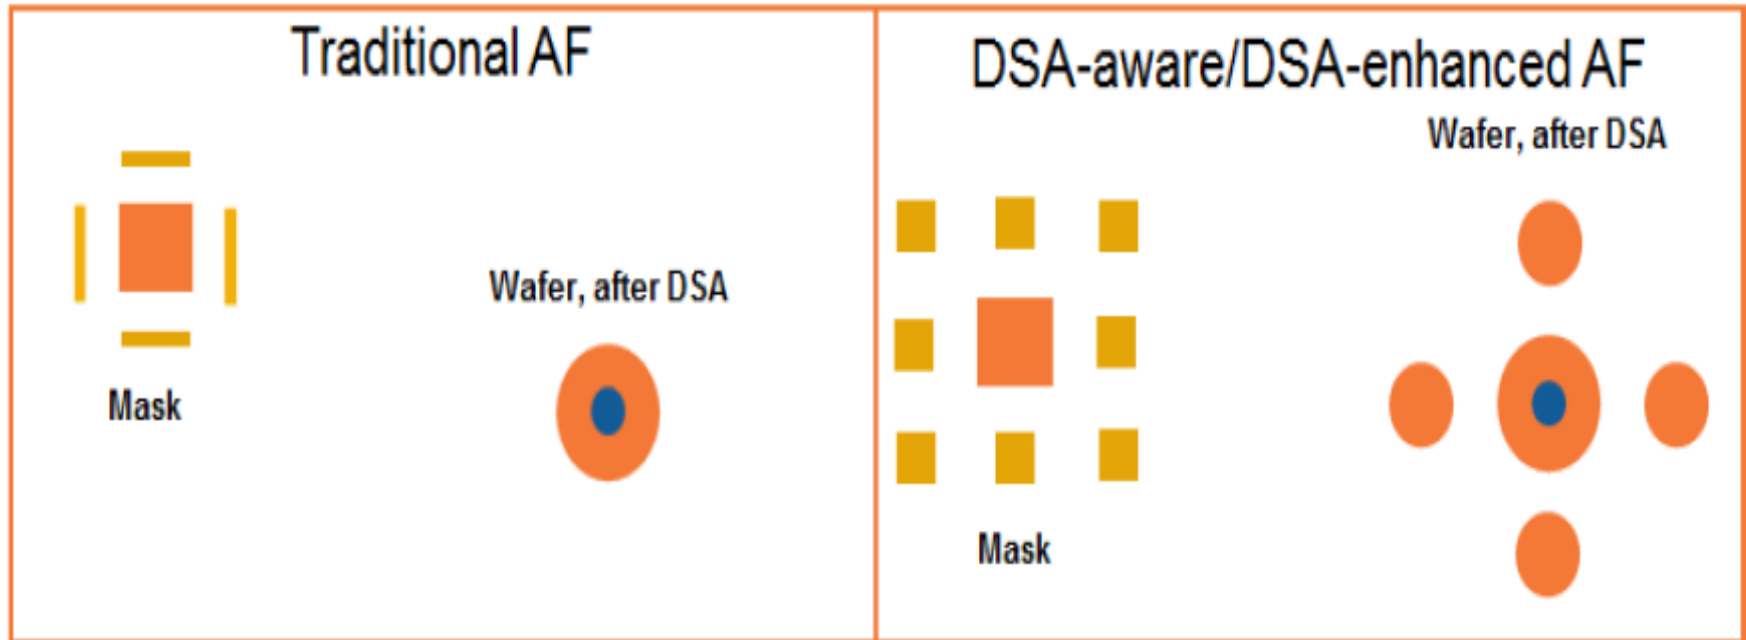 Traditional AF
Mask
Wafer, after DSA
DSA-aware/DSA-enhanced AF
Wafer, after DSA
Mask